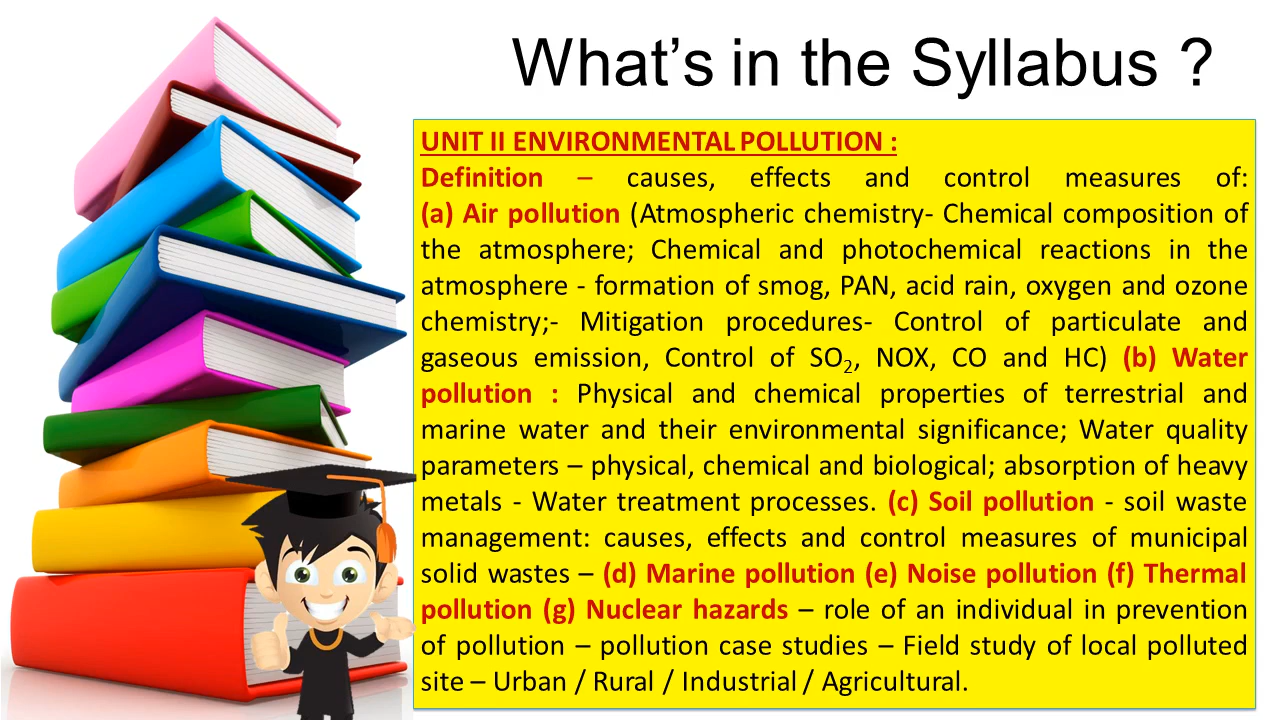 What’s in the Syllabus ?
UNIT II ENVIRONMENTAL POLLUTION :
Definition – causes, effects and control measures of:
(a) Air pollution (Atmospheric chemistry- Chemical composition of
the atmosphere; Chemical and photochemical reactions in the
atmosphere - formation of smog, PAN, acid rain, oxygen and ozone
chemistry;- Mitigation procedures- Control of particulate and
gaseous emission, Control of SO₂, NOX, CO and HC) (b) Water
pollution : Physical and chemical properties of terrestrial and
marine water and their environmental significance; Water quality
parameters – physical, chemical and biological; absorption of heavy
metals - Water treatment processes. (c) Soil pollution - soil waste
management: causes, effects and control measures of municipal
solid wastes – (d) Marine pollution (e) Noise pollution (f) Thermal
pollution (g) Nuclear hazards – role of an individual in prevention
of pollution – pollution case studies – Field study of local polluted
site – Urban / Rural / Industrial / Agricultural.